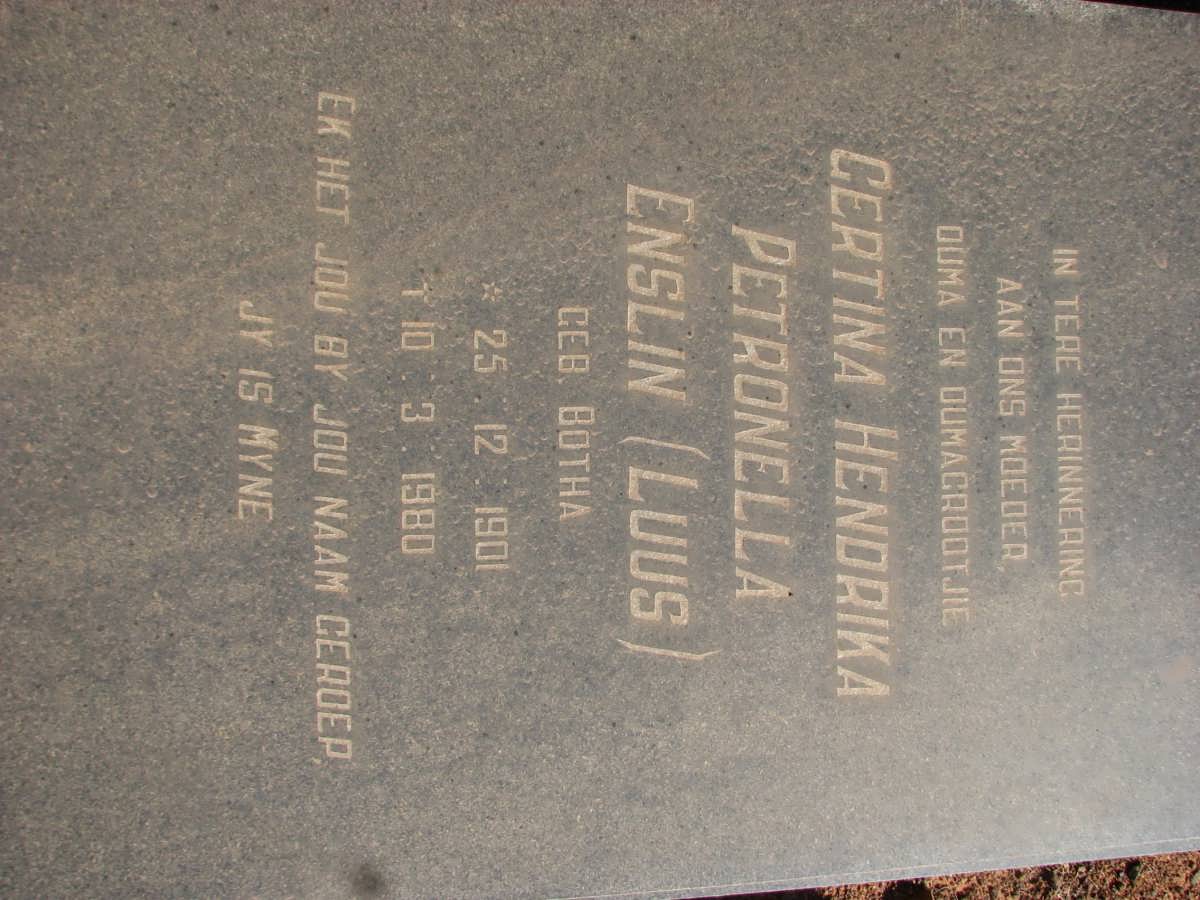 IN TERE HERINNERING
AAN ONS MOEDER,
OUMA EN OUMAGROOTJIE
GERTINA HENDRIKA
PETRONELLA
ENSLIN (LUUS)
GEB. BOTHA
* 25 - 12 - 1901
† 10 - 3 - 1980
EK HET JOU BY JOU NAAM GEROEP,
JY IS MYNE